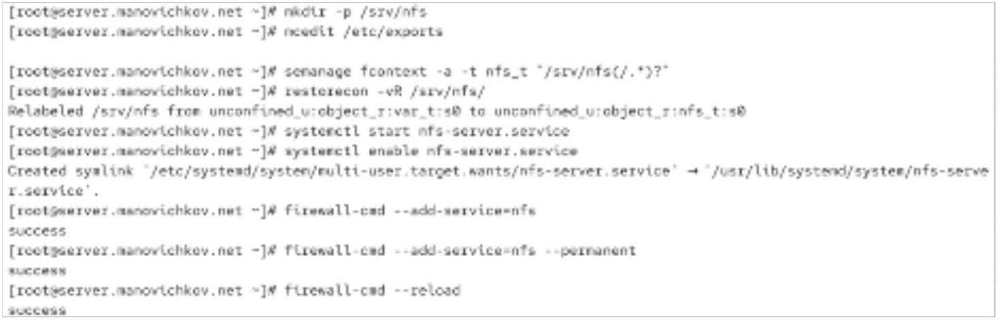 [root@server.manovichkov.net ~]# mkdir -p /srv/nfs
[root@server.manovichkov.net ~]# mcedit /etc/exports
[root@server.manovichkov.net ~]# semanage fcontext -a -t nfs_t "/srv/nfs(/.*)?"
[root@server.manovichkov.net ~]# restorecon -vR /srv/nfs/
Relabeled /srv/nfs from unconfined_u:object_r:var_t:s0 to unconfined_u:object_r:nfs_t:s0
[root@server.manovichkov.net ~]# systemctl start nfs-server.service
[root@server.manovichkov.net ~]# systemctl enable nfs-server.service
Created symlink '/etc/systemd/system/multi-user.target.wants/nfs-server.service' → '/usr/lib/systemd/system/nfs-serve
r.service'.
[root@server.manovichkov.net ~]# firewall-cmd --add-service=nfs
success
[root@server.manovichkov.net ~]# firewall-cmd --add-service=nfs --permanent
success
[root@server.manovichkov.net ~]# firewall-cmd --reload
success